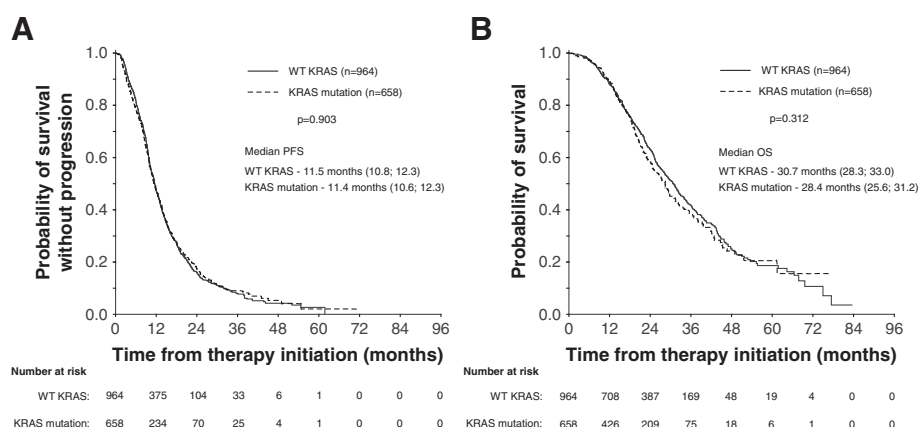 A
Probability of survival
without progression
1.0
0.8
0.6
0.4
0.2
0.0
WT KRAS (n=964)
KRAS mutation (n=658)
p=0.903
Median PFS
WT KRAS - 11.5 months (10.8; 12.3)
KRAS mutation - 11.4 months (10.6; 12.3)
0 12 24 36 48 60 72 84 96
Time from therapy initiation (months)
Number at risk
WT KRAS: 964 375 104 33 6 1 0 0 0
KRAS mutation: 658 234 70 25 4 1 0 0 0
B
Probability of survival
1.0
0.8
0.6
0.4
0.2
0.0
WT KRAS (n=964)
KRAS mutation (n=658)
p=0.312
Median OS
WT KRAS - 30.7 months (28.3; 33.0)
KRAS mutation - 28.4 months (25.6; 31.2)
0 12 24 36 48 60 72 84 96
Time from therapy initiation (months)
Number at risk
WT KRAS: 964 708 387 169 48 19 4 0 0
KRAS mutation: 658 426 209 75 18 6 1 0 0